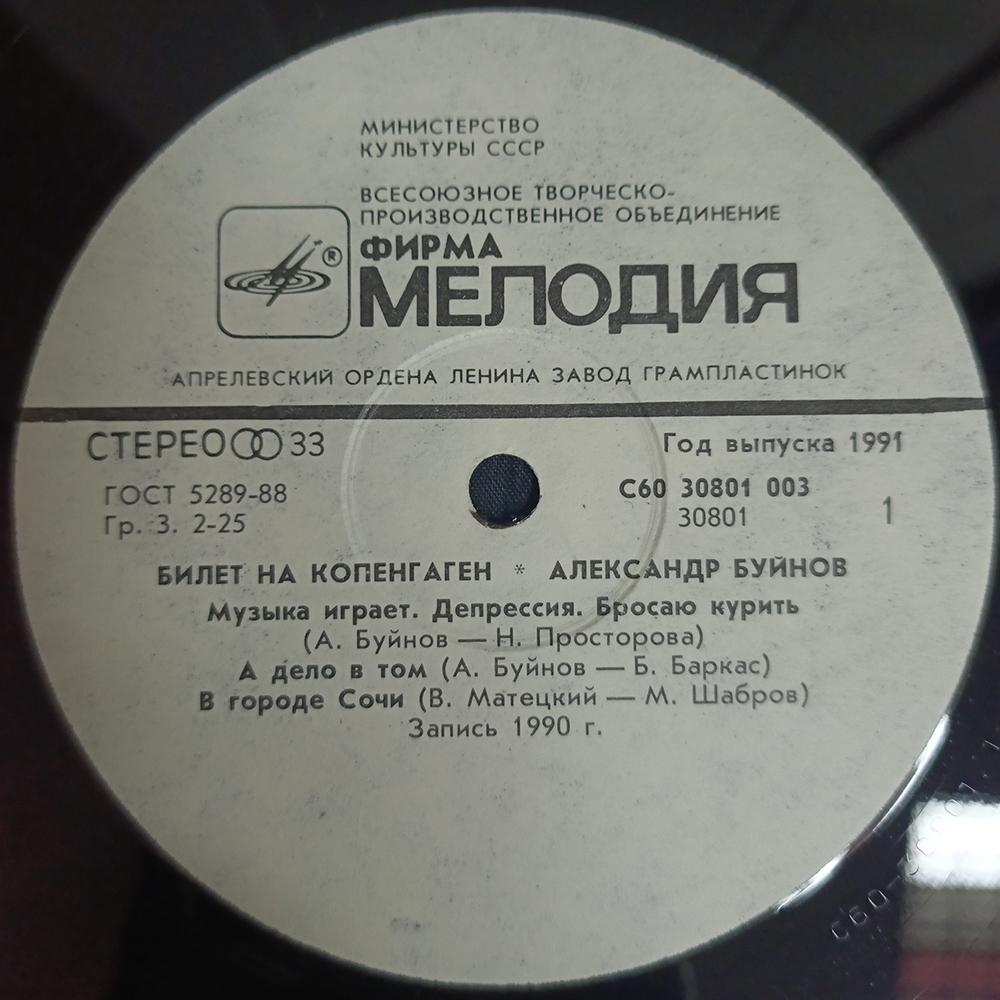 МИНИСТЕРСТВО
КУЛЬТУРЫ СССР
ВСЕСОЮЗНОЕ ТВОРЧЕСКО-
ПРОИЗВОДСТВЕННОЕ ОБЪЕДИНЕНИЕ
®
ФИРМА
МЕЛОДИЯ
АПРЕЛЕВСКИЙ ОРДЕНА ЛЕНИНА ЗАВОД ГРАМПЛАСТИНОК
СТЕРЕО 33
Год выпуска 1991
ГОСТ 5289-88
С60 30801 003
Гр. 3. 2-25
30801
1
БИЛЕТ НА КОПЕНГАГЕН * АЛЕКСАНДР БУЙНОВ
Музыка играет. Депрессия. Бросаю курить
(А. Буйнов — Н. Просторова)
А дело в том (А. Буйнов — Б. Баркас)
В городе Сочи (В. Матецкий — М. Шабров)
Запись 1990 г.